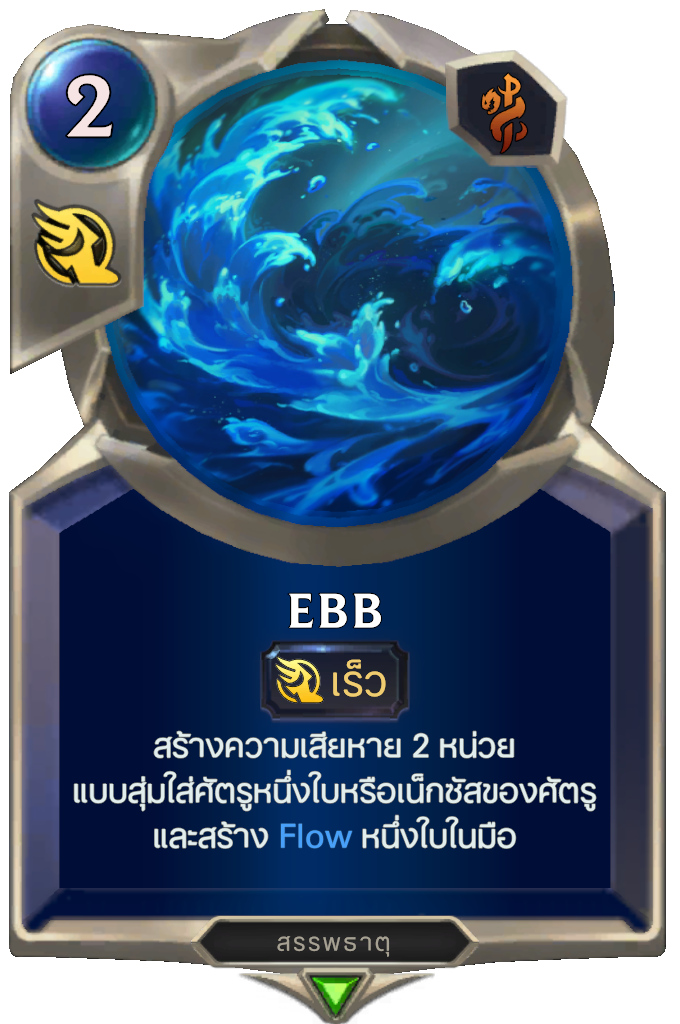 2
EBB
เร็ว
สร้างความเสียหาย 2 หน่วย
แบบสุ่มใส่ศัตรูหนึ่งใบหรือเน็กซัสของศัตรู
และสร้าง Flow หนึ่งใบในมือ
สรรพธาตุ